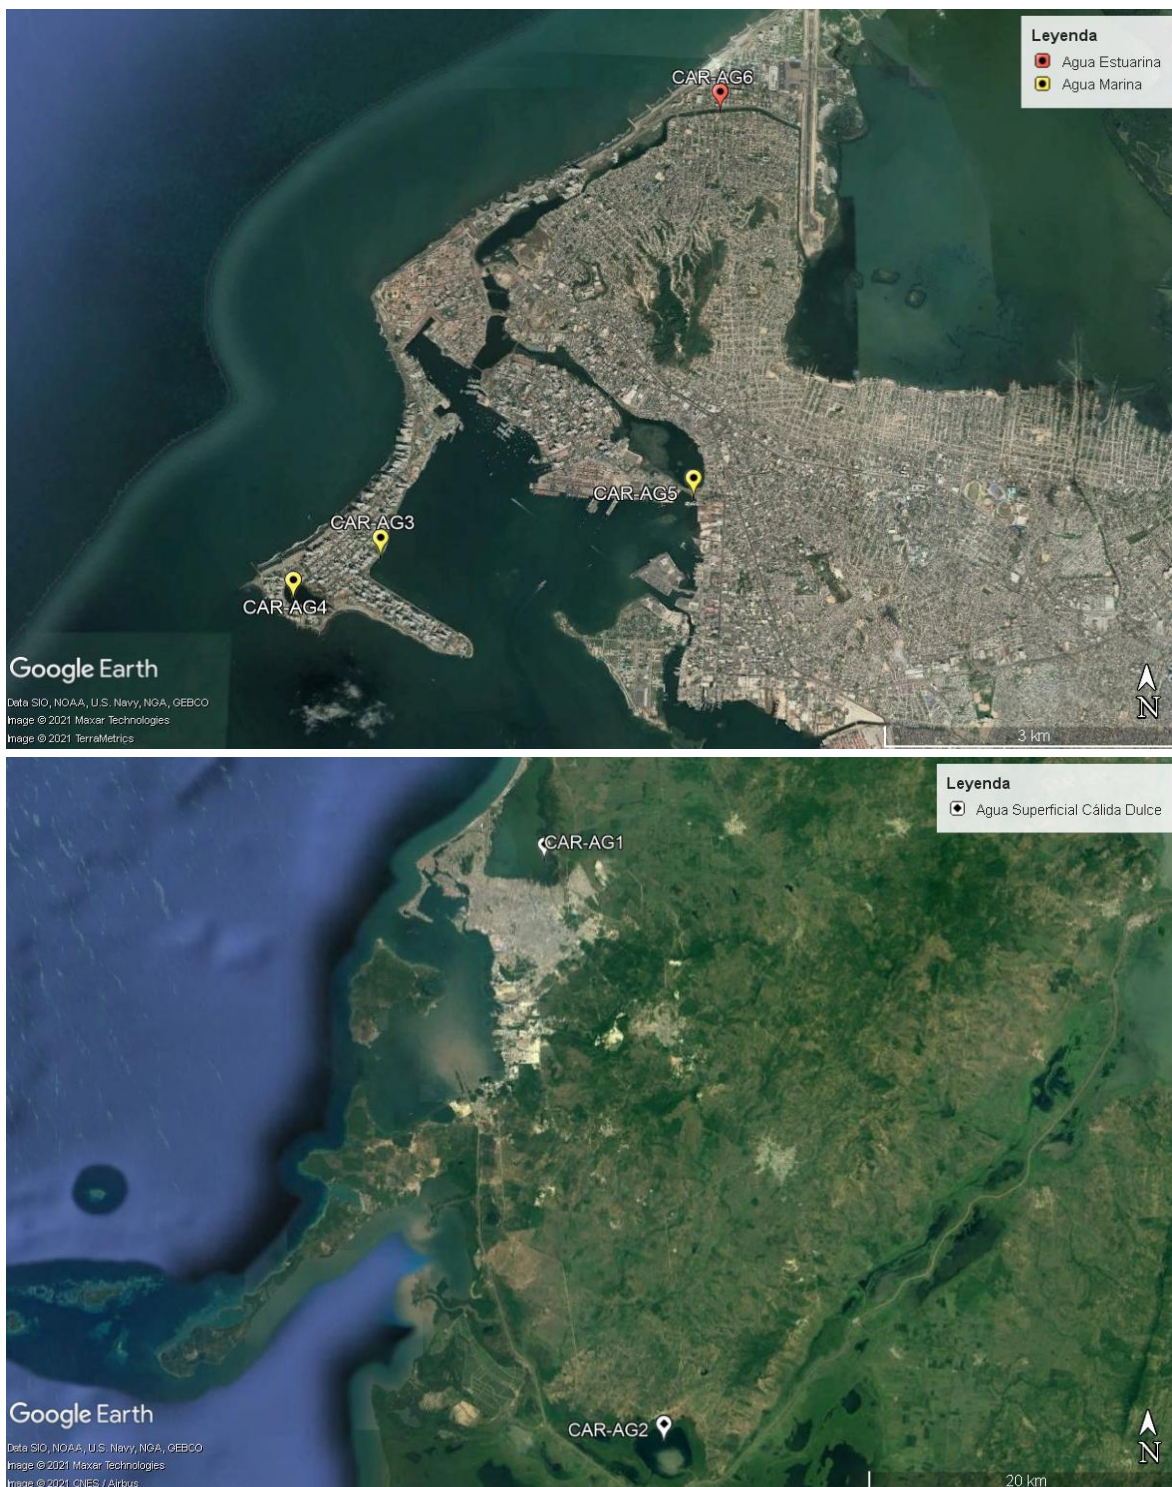 Leyenda
Agua Estuarina
Agua Marina
CAR-AG6
CAR-AG5
CAR-AG3
CAR-AG4
Google Earth
Data SIO, NOAA, U.S. Navy, NGA, GEBCO
Image © 2021 Maxar Technologies
Image © 2021 TerraMetrics
N
3 km
Leyenda
Agua Superficial Cálida Dulce
CAR-AG1
CAR-AG2
Google Earth
Data SIO, NOAA, U.S. Navy, NGA, GEBCO
Image © 2021 Maxar Technologies
Image © 2021 CNES / Airbus
N
20 km